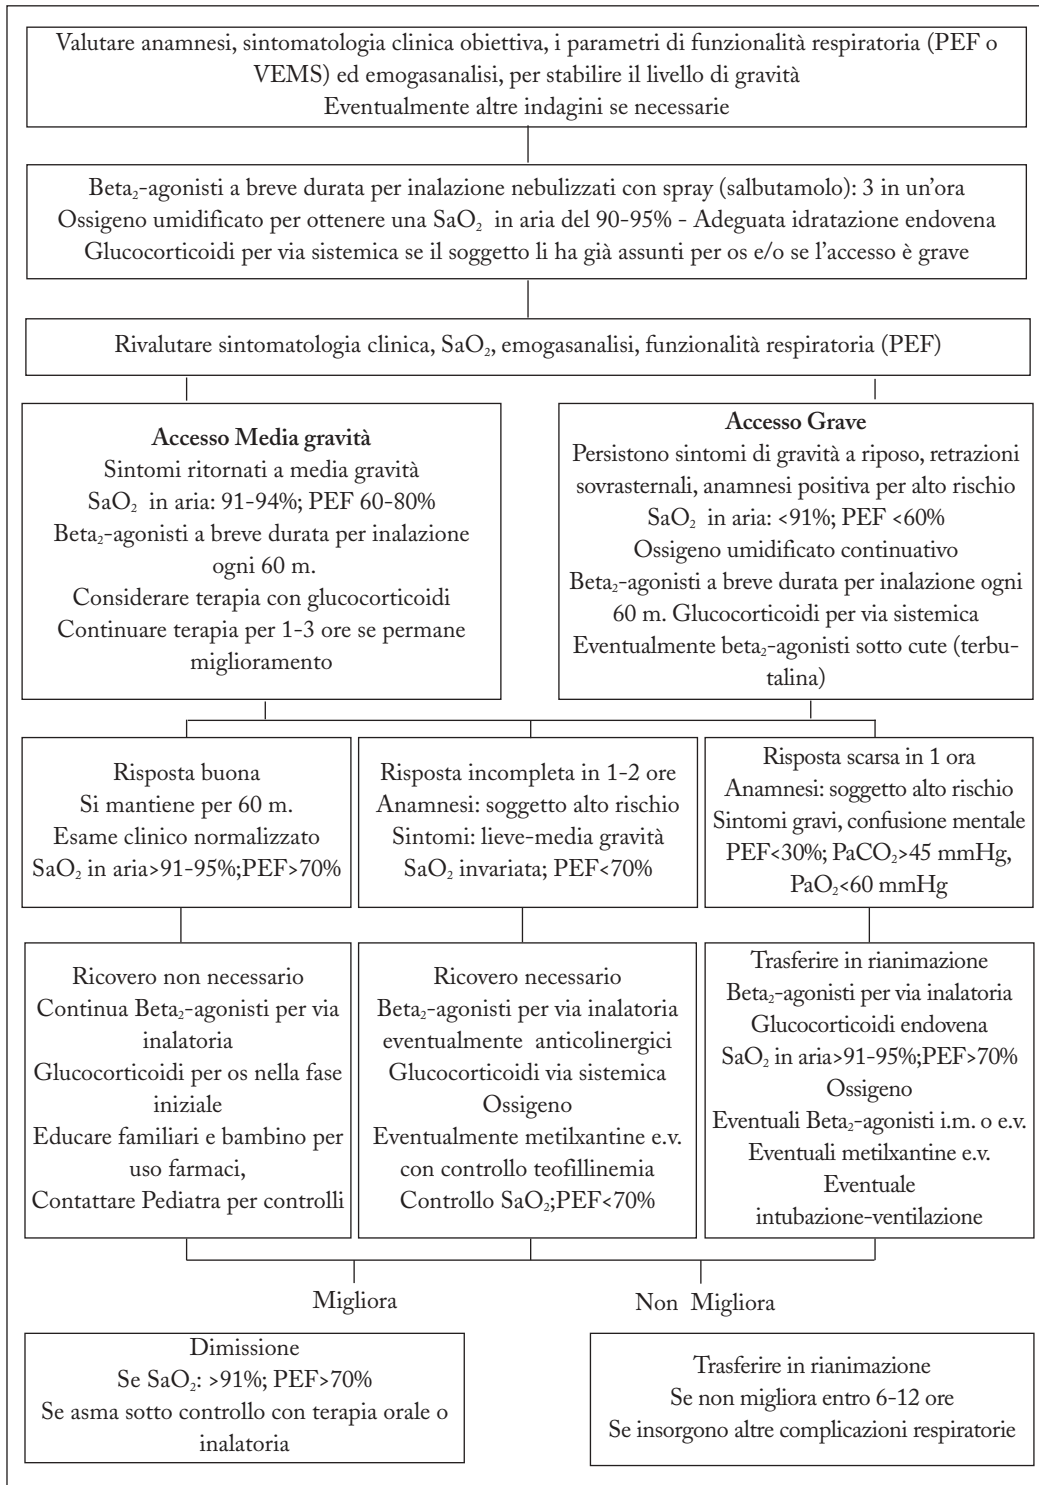 Valutare anamnesi, sintomatologia clinica obiettiva, i parametri di funzionalità respiratoria (PEF o
VEMS) ed emogasanalisi, per stabilire il livello di gravità
Eventualmente altre indagini se necessarie
Beta₂-agonisti a breve durata per inalazione nebulizzati con spray (salbutamolo): 3 in un’ora
Ossigeno umidificato per ottenere una SaO₂ in aria del 90-95% - Adeguata idratazione endovena
Glucocorticoidi per via sistemica se il soggetto li ha già assunti per os e/o se l’accesso è grave
Rivalutare sintomatologia clinica, SaO₂, emogasanalisi, funzionalità respiratoria (PEF)
Accesso Media gravità
Sintomi ritornati a media gravità
SaO₂ in aria: 91-94%; PEF 60-80%
Beta₂-agonisti a breve durata per inalazione
ogni 60 m.
Considerare terapia con glucocorticoidi
Continuare terapia per 1-3 ore se permane
miglioramento
Accesso Grave
Persistono sintomi di gravità a riposo, retrazioni
sovrasternali, anamnesi positiva per alto rischio
SaO₂ in aria: <91%; PEF <60%
Ossigeno umidificato continuativo
Beta₂-agonisti a breve durata per inalazione ogni
60 m. Glucocorticoidi per via sistemica
Eventualmente beta₂-agonisti sotto cute (terbu-
talina)
Risposta buona
Si mantiene per 60 m.
Esame clinico normalizzato
SaO₂ in aria>91-95%;PEF>70%
Risposta incompleta in 1-2 ore
Anamnesi: soggetto alto rischio
Sintomi: lieve-media gravità
SaO₂ invariata; PEF<70%
Risposta scarsa in 1 ora
Anamnesi: soggetto alto rischio
Sintomi gravi, confusione mentale
PEF<30%; PaCO₂>45 mmHg,
PaO₂<60 mmHg
Ricovero non necessario
Continua Beta₂-agonisti per via
inalatoria
Glucocorticoidi per os nella fase
iniziale
Educare familiari e bambino per
uso farmaci,
Contattare Pediatra per controlli
Ricovero necessario
Beta₂-agonisti per via inalatoria
eventualmente anticolinergici
Glucocorticoidi via sistemica
Ossigeno
Eventualmente metilxantine e.v.
con controllo teofillinemia
Controllo SaO₂;PEF<70%
Trasferire in rianimazione
Beta₂-agonisti per via inalatoria
Glucocorticoidi endovena
SaO₂ in aria>91-95%;PEF>70%
Ossigeno
Eventuali Beta₂-agonisti i.m. o e.v.
Eventuali metilxantine e.v.
Eventuale
intubazione-ventilazione
Migliora
Non Migliora
Dimissione
Se SaO₂: >91%; PEF>70%
Se asma sotto controllo con terapia orale o
inalatoria
Trasferire in rianimazione
Se non migliora entro 6-12 ore
Se insorgono altre complicazioni respiratorie